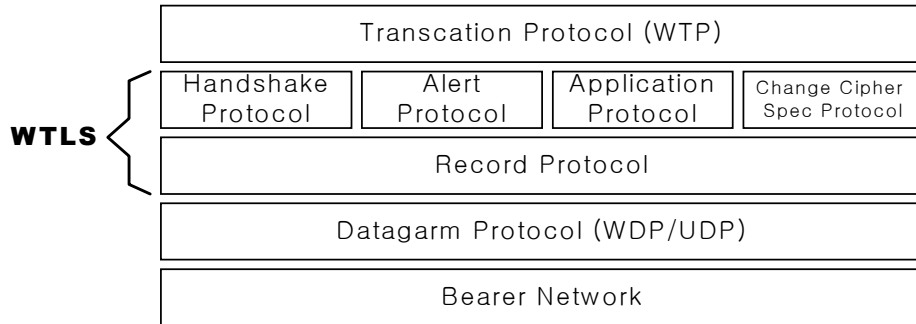 Transcation Protocol (WTP)
Handshake
Protocol
Alert
Protocol
Application
Protocol
Change Cipher
Spec Protocol
WTLS
Record Protocol
Datagarm Protocol (WDP/UDP)
Bearer Network